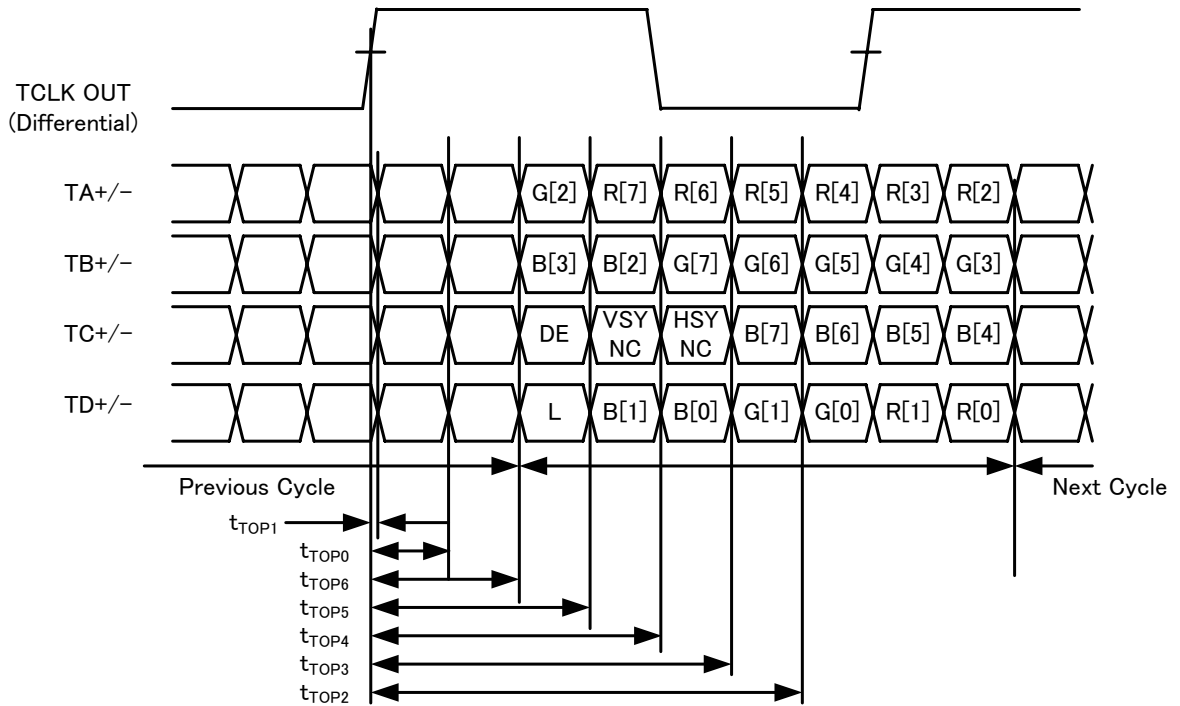 TCLK OUT
(Differential)
TA+/- G[2] R[7] R[6] R[5] R[4] R[3] R[2]
TB+/- B[3] B[2] G[7] G[6] G[5] G[4] G[3]
TC+/- DE VSY HSY B[7] B[6] B[5] B[4]
NC NC
TD+/- L B[1] B[0] G[1] G[0] R[1] R[0]
Previous Cycle Next Cycle
tTOP1
tTOP0
tTOP6
tTOP5
tTOP4
tTOP3
tTOP2